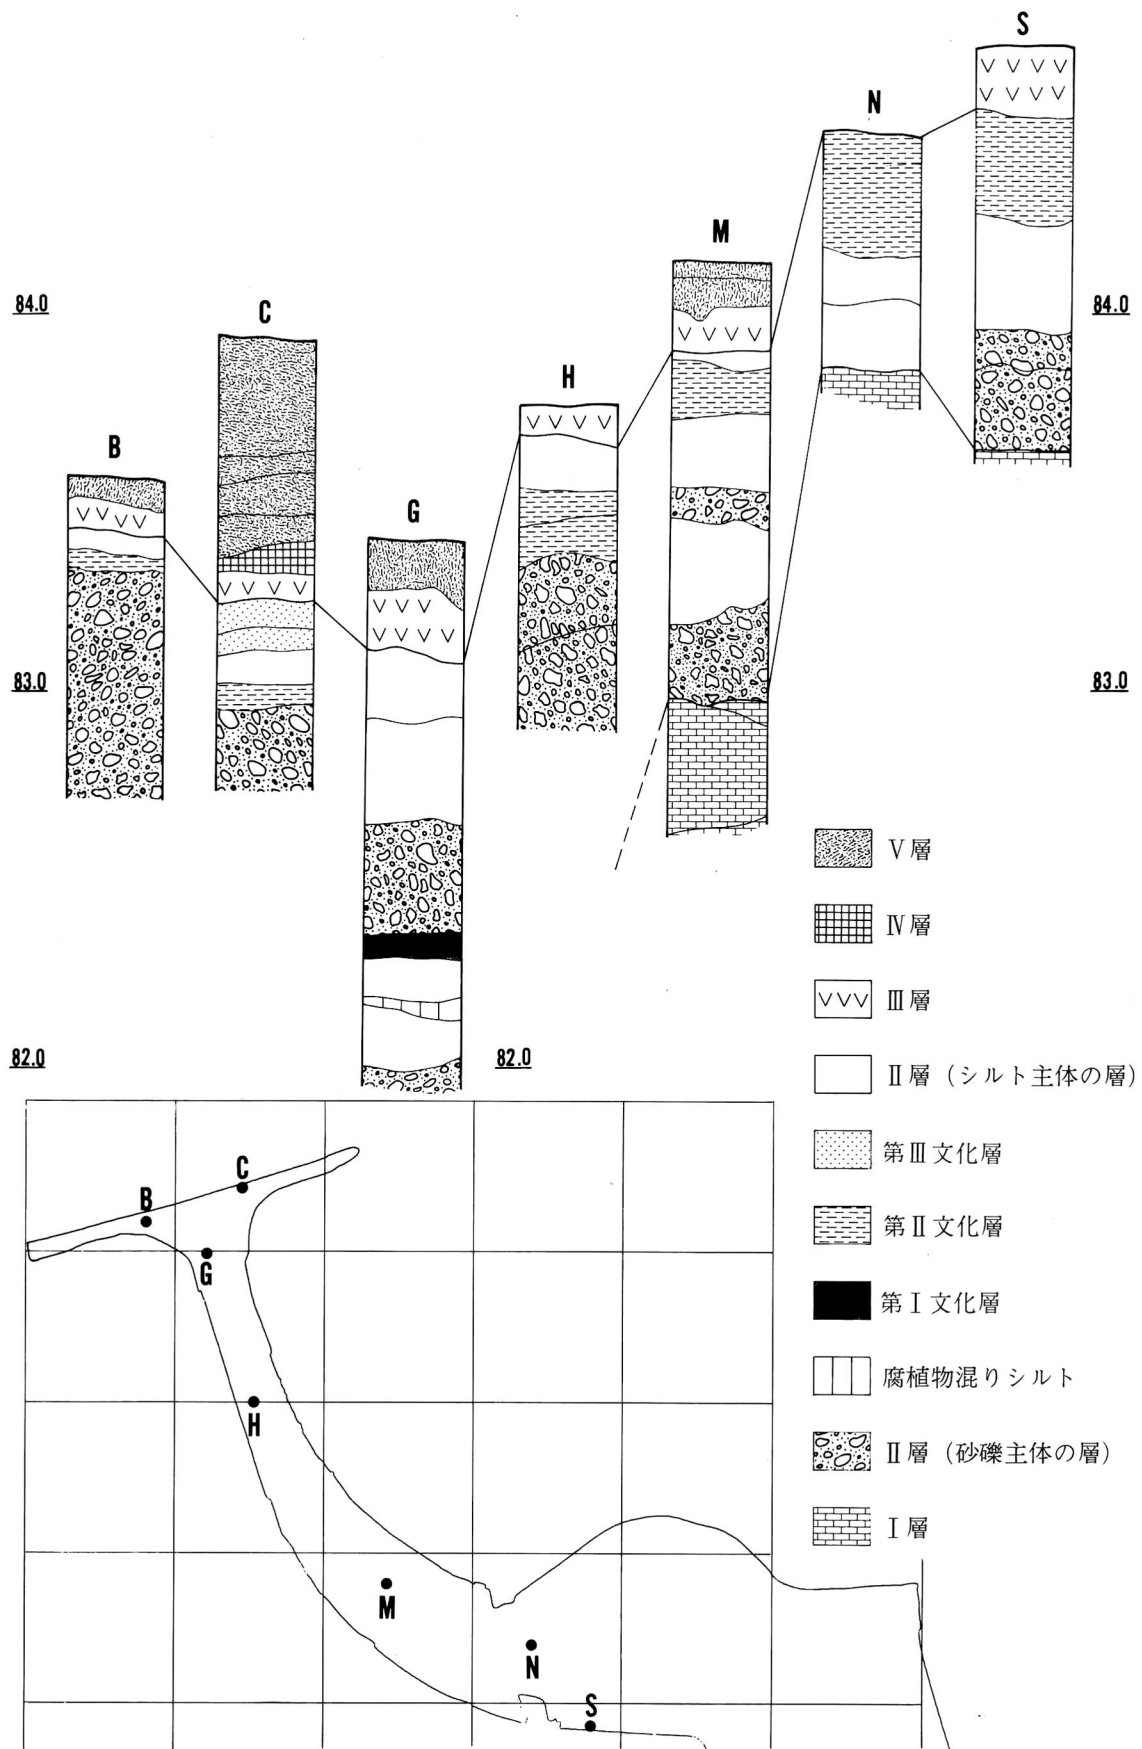 S
N
M
84.0
84.0
C
H
B
G
83.0
83.0
V層
Ⅳ層
Ⅲ層
82.0
82.0
Ⅱ層(シルト主体の層)
第Ⅲ文化層
第Ⅱ文化層
第Ⅰ文化層
腐植物混りシルト
Ⅱ層(砂礫主体の層)
Ⅰ層
C
B
G
H
M
N
S